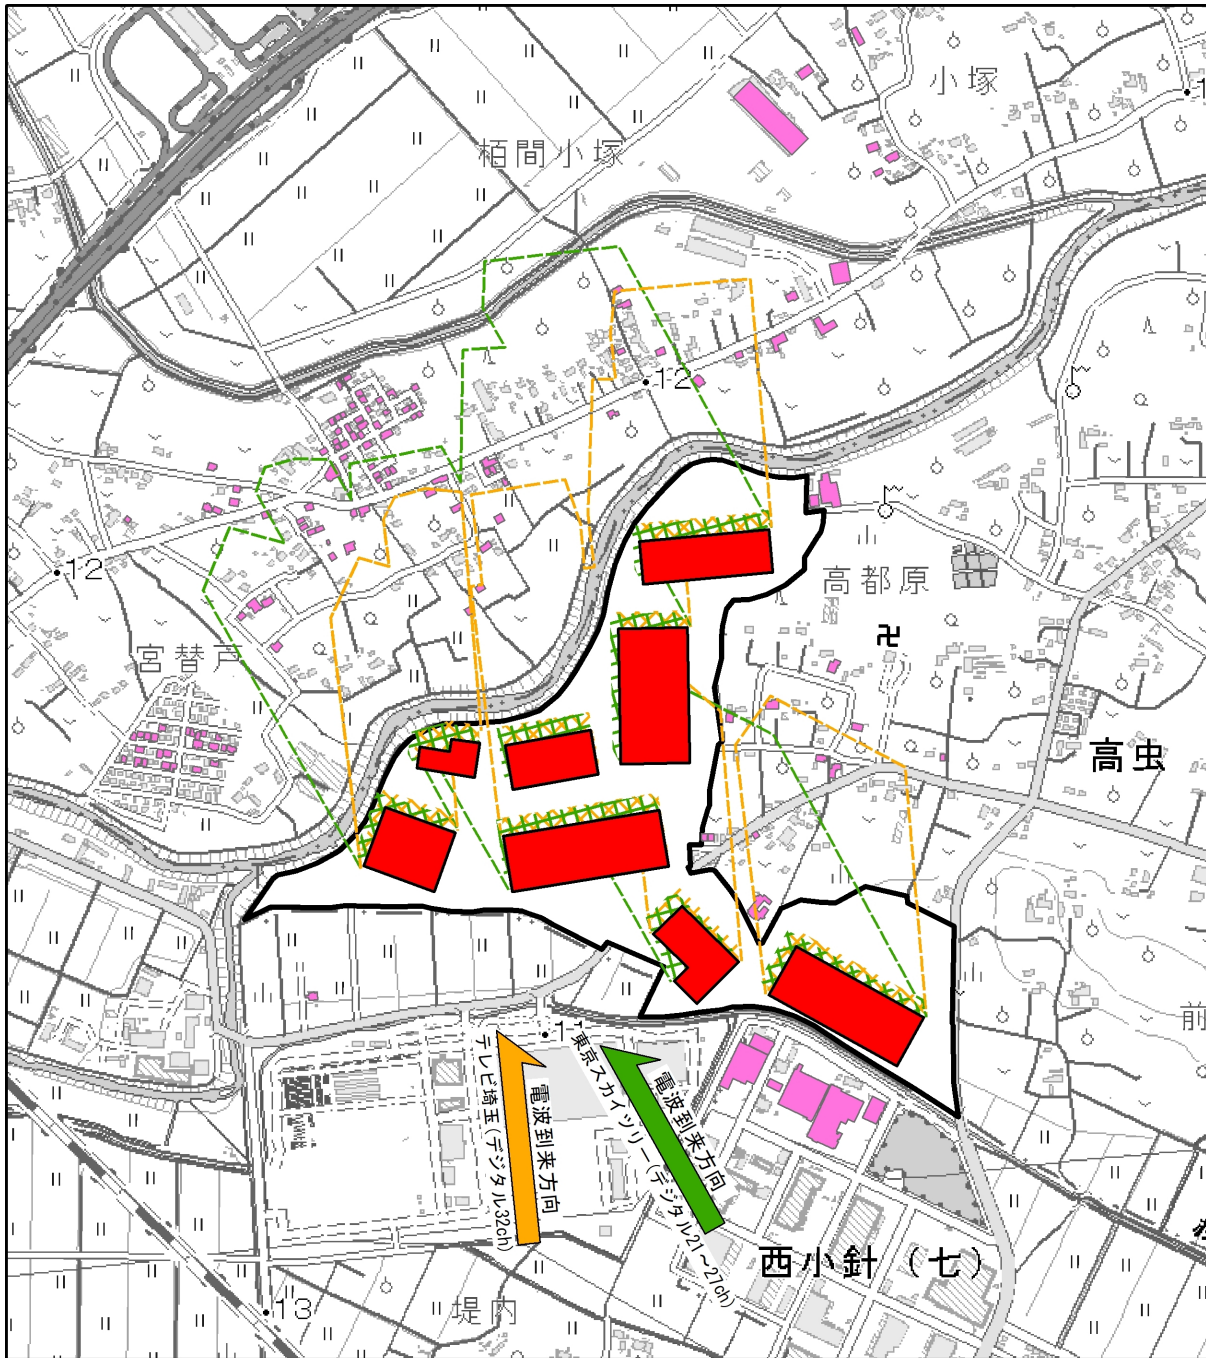 小塚
1
栢間小塚
12
高都原
12
宮替戸
高虫
前
1
東京スカイツリー(デジタル21~27ch)
電波到来方向
テレビ埼玉(デジタル32ch)
電波到来方向
西小針(七)
13
堤内